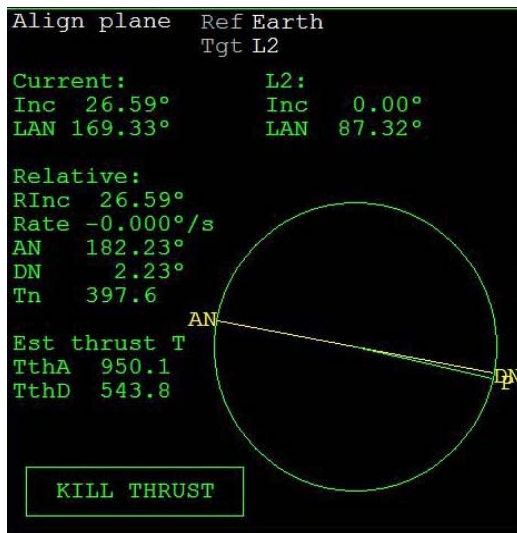 Align plane Ref Earth
Tgt L2
Current: L2:
Inc 26.59° Inc 0.00°
LAN 169.33° LAN 87.32°
Relative:
RInc 26.59°
Rate -0.000°/s
AN 182.23°
DN 2.23°
Tn 397.6
AN
Est thrust T
TthA 950.1
DN
P
TthD 543.8
KILL THRUST